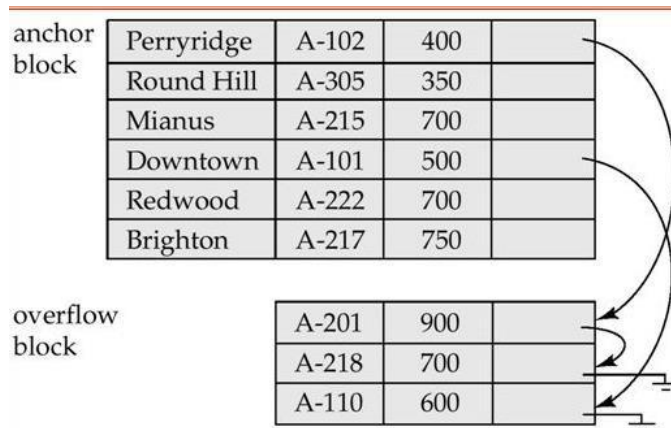 anchor block
Perryridge A-102 400
Round Hill A-305 350
Mianus A-215 700
Downtown A-101 500
Redwood A-222 700
Brighton A-217 750
overflow block
A-201 900
A-218 700
A-110 600